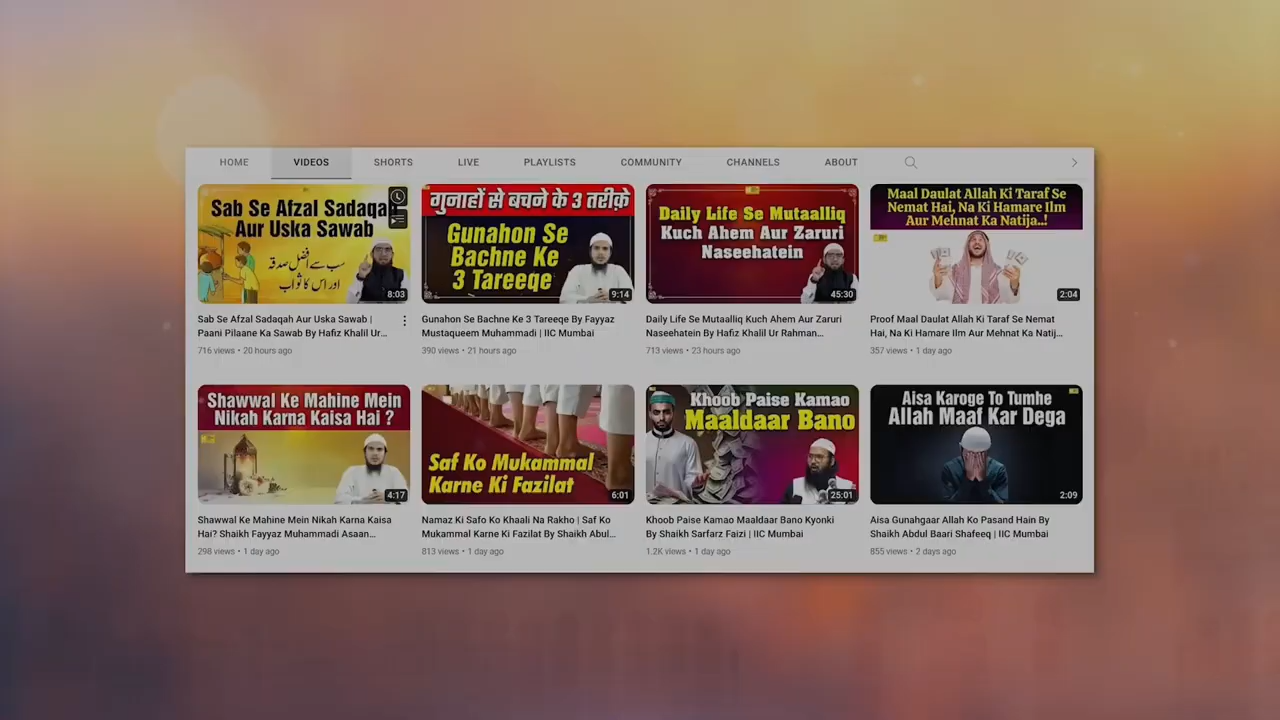 HOME VIDEOS SHORTS LIVE PLAYLISTS COMMUNITY CHANNELS ABOUT
Sab Se Afzal Sadaqah
Aur Uska Sawab
سب سے افضل صدقہ
اور اس کا ثواب
8:03
Sab Se Afzal Sadaqah Aur Uska Sawab |
Paani Pilaane Ka Sawab By Hafiz Khalil Ur...
716 views • 20 hours ago
गुनाहों से बचने के 3 तरीक़े
Gunahon Se
Bachne Ke
3 Tareeqe
9:14
Gunahon Se Bachne Ke 3 Tareeqe By Fayyaz
Mustaqueem Muhammadi | IIC Mumbai
390 views • 21 hours ago
Daily Life Se Mutaalliq
Kuch Ahem Aur Zaruri
Naseehatein
45:30
Daily Life Se Mutaalliq Kuch Ahem Aur Zaruri
Naseehatein By Hafiz Khalil Ur Rahman...
713 views • 23 hours ago
Maal Daulat Allah Ki Taraf Se
Nemat Hai, Na Ki Hamare Ilm
Aur Mehnat Ka Natija..!
2:04
Proof Maal Daulat Allah Ki Taraf Se Nemat
Hai, Na Ki Hamare Ilm Aur Mehnat Ka Natij...
357 views • 1 day ago
Shawwal Ke Mahine Mein
Nikah Karna Kaisa Hai ?
4:17
Shawwal Ke Mahine Mein Nikah Karna Kaisa
Hai? Shaikh Fayyaz Muhammadi Asaan...
298 views • 1 day ago
Saf Ko Mukammal
Karne Ki Fazilat
6:01
Namaz Ki Safo Ko Khaali Na Rakho | Saf Ko
Mukammal Karne Ki Fazilat By Shaikh Abul...
813 views • 1 day ago
Khoob Paise Kamao
Maaldaar Bano
25:01
Khoob Paise Kamao Maaldaar Bano Kyonki
By Shaikh Sarfarz Faizi | IIC Mumbai
1.2K views • 1 day ago
Aisa Karoge To Tumhe
Allah Maaf Kar Dega
2:09
Aisa Gunahgaar Allah Ko Pasand Hain By
Shaikh Abdul Baari Shafeeq | IIC Mumbai
855 views • 2 days ago